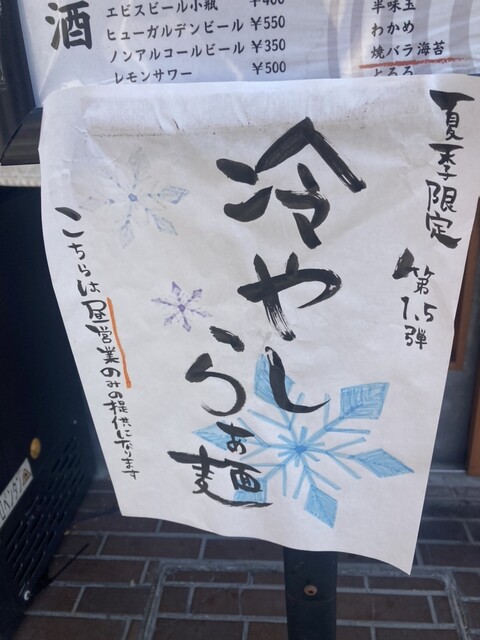 酒
エビスビール小瓶 ¥400
ヒューガルデンビール ¥550
ノンアルコールビール ¥350
レモンサワー ¥500
半味玉
わかめ
焼バラ海苔
とろろ
夏季限定
第1.5弾
冷やし
らぁ麺
こちらは昼営業のみの提供になります